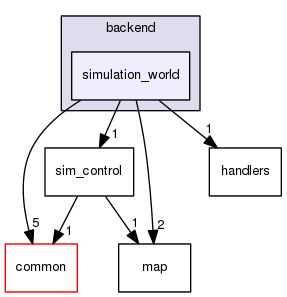 backend
simulation_world
1
1
sim_control
handlers
5
1
1
2
common
map